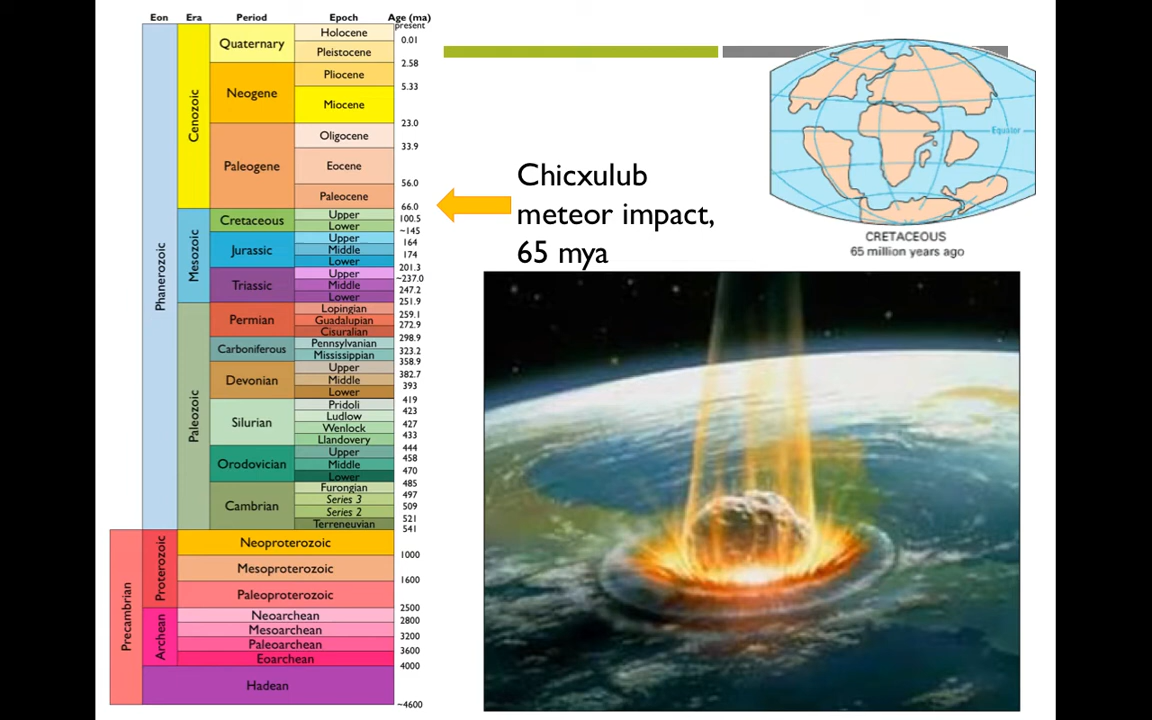 Eon Era Period Epoch Age (ma)
present
Holocene
0.01
Quaternary
Pleistocene
2.58
Pliocene
5.33
Neogene
Miocene
23.0
Oligocene
33.9
Cenozoic
Paleogene
Eocene
56.0
Paleocene
66.0
Cretaceous
Upper
100.5
Lower
~145
Mesozoic
Jurassic
Upper
164
Middle
174
Lower
201.3
Triassic
Upper
~237.0
Middle
247.2
Lower
251.9
Phanerozoic
Permian
Lopingian
259.1
Guadalupian
272.9
Cisuralian
298.9
Carboniferous
Pennsylvanian
323.2
Mississippian
358.9
Paleozoic
Devonian
Upper
382.7
Middle
393
Lower
419
Silurian
Pridoli
423
Ludlow
427
Wenlock
433
Llandovery
444
Orodovician
Upper
458
Middle
470
Lower
485
Cambrian
Furongian
497
Series 3
509
Series 2
521
Terreneuvian
541
Precambrian
Proterozoic
Neoproterozoic
1000
Mesoproterozoic
1600
Paleoproterozoic
2500
Archean
Neoarchean
2800
Mesoarchean
3200
Paleoarchean
3600
Eoarchean
4000
Hadean
~4600
Chicxulub
meteor impact,
65 mya
Equator
CRETACEOUS
65 million years ago